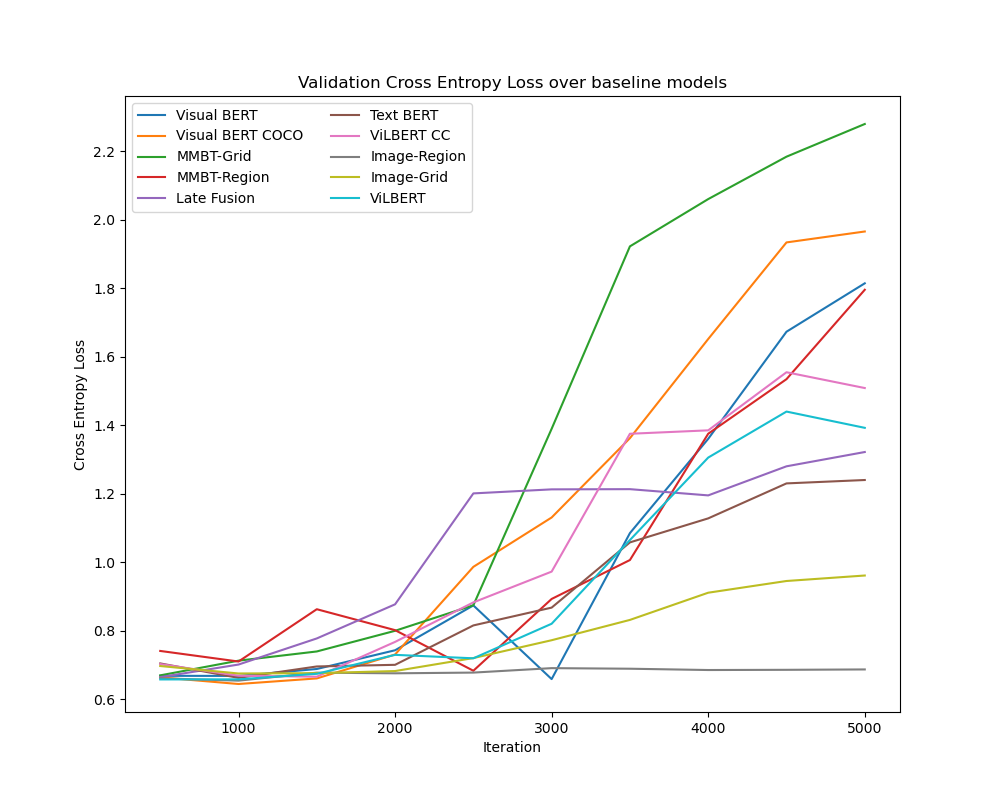 Validation Cross Entropy Loss over baseline models
Visual BERT
Visual BERT COCO
MMBT-Grid
MMBT-Region
Late Fusion
Text BERT
ViLBERT CC
Image-Region
Image-Grid
ViLBERT
Cross Entropy Loss
2.2
2.0
1.8
1.6
1.4
1.2
1.0
0.8
0.6
1000 2000 3000 4000 5000
Iteration